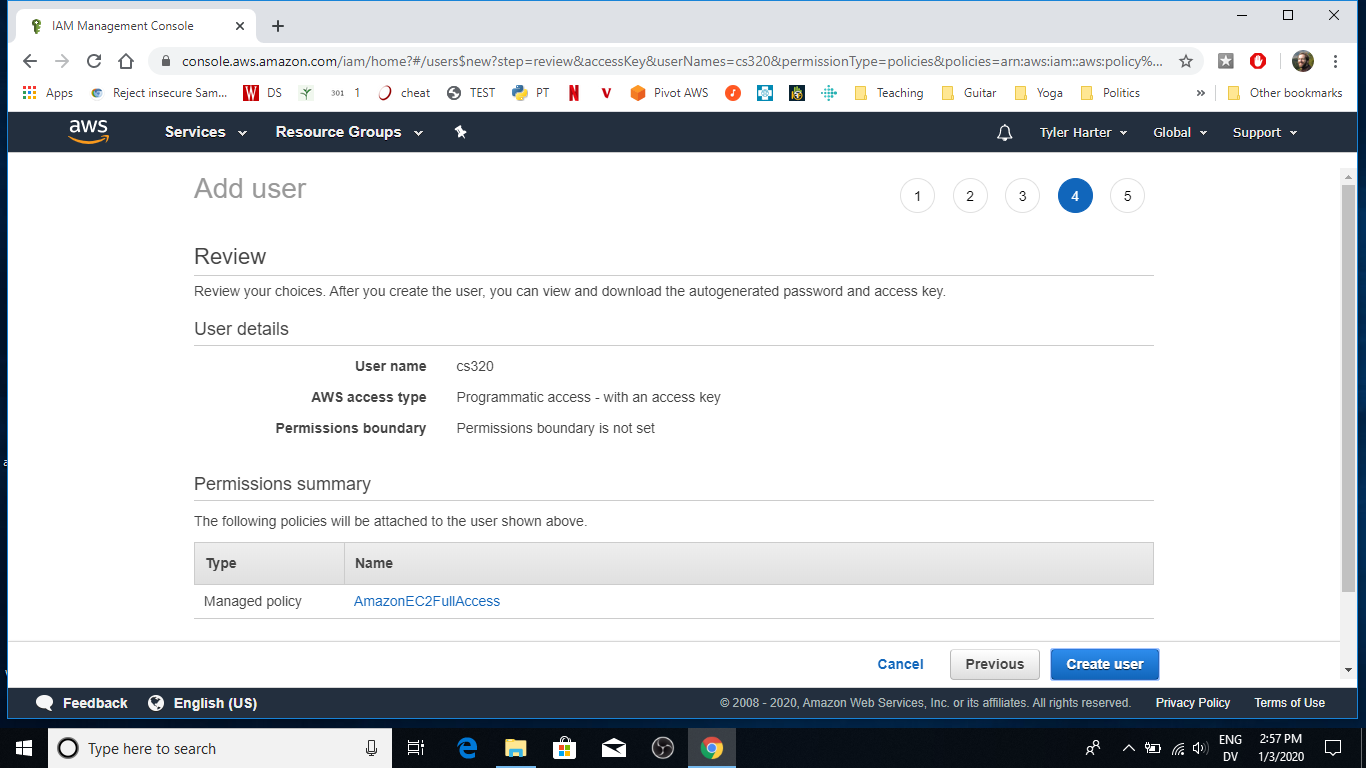 IAM Management Console
console.aws.amazon.com/iam/home?#/users$new?step=review&accessKey&userNames=cs320&permissionType=policies&policies=arn:aws:iam::aws:policy%...
Apps Reject insecure Sam... DS 301 1 cheat TEST PT Pivot AWS Teaching Guitar Yoga Politics » Other bookmarks
aws Services Resource Groups Tyler Harter Global Support
Add user 1 2 3 4 5
Review
Review your choices. After you create the user, you can view and download the autogenerated password and access key.
User details
User name cs320
AWS access type Programmatic access - with an access key
Permissions boundary Permissions boundary is not set
Permissions summary
The following policies will be attached to the user shown above.
Type Name
Managed policy AmazonEC2FullAccess
Cancel Previous Create user
Feedback English (US) © 2008 - 2020, Amazon Web Services, Inc. or its affiliates. All rights reserved. Privacy Policy Terms of Use
Type here to search ENG 2:57 PM
DV 1/3/2020